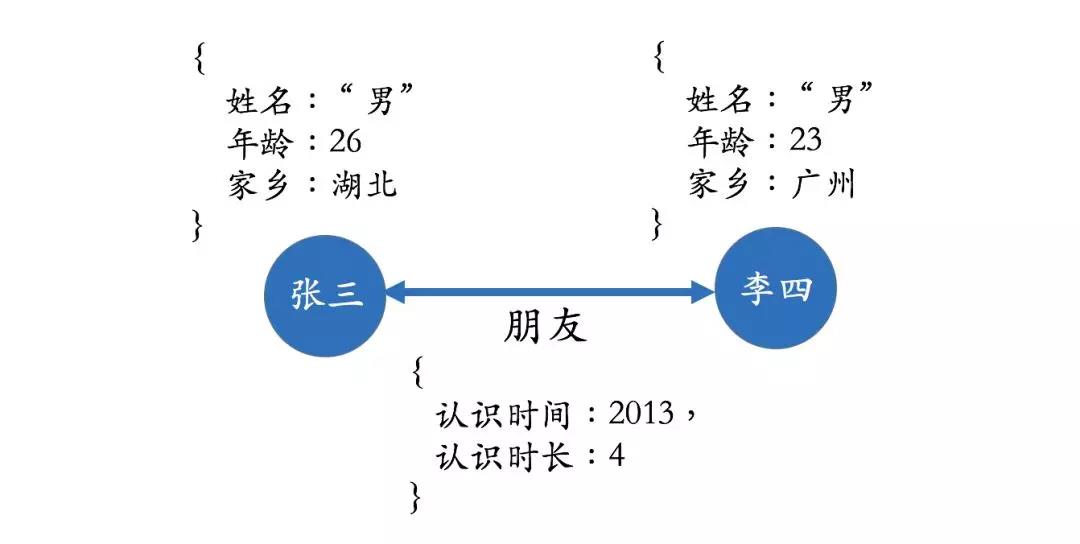 {
姓名：“男”
年龄：26
家乡：湖北
}
张三
{
姓名：“男”
年龄：23
家乡：广州
}
李四
朋友
{
认识时间：2013，
认识时长：4
}